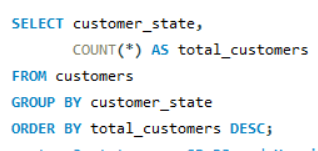 SELECT customer_state,
COUNT(*) AS total_customers
FROM customers
GROUP BY customer_state
ORDER BY total_customers DESC;